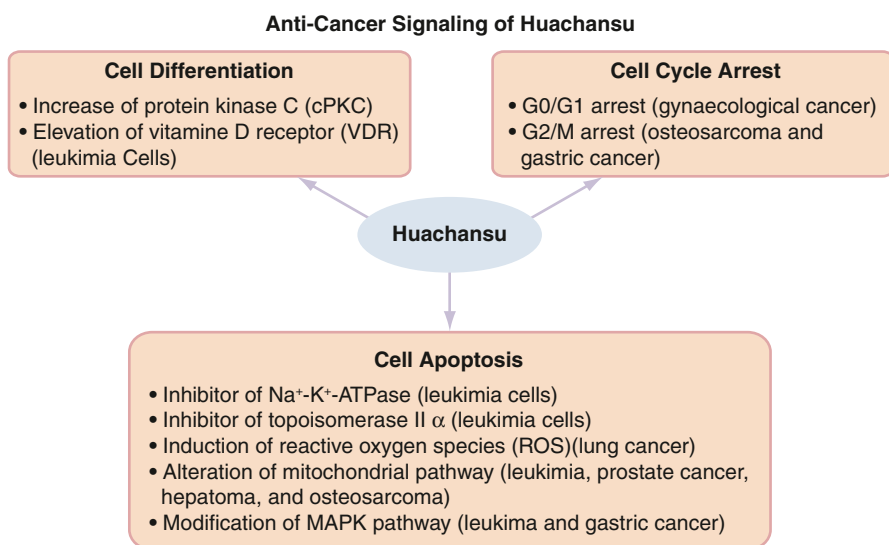 Anti-Cancer Signaling of Huachansu
Cell Differentiation
• Increase of protein kinase C (cPKC)
• Elevation of vitamine D receptor (VDR)
(leukimia Cells)
Cell Cycle Arrest
• G0/G1 arrest (gynaecological cancer)
• G2/M arrest (osteosarcoma and
gastric cancer)
Huachansu
Cell Apoptosis
• Inhibitor of Na⁺-K⁺-ATPase (leukimia cells)
• Inhibitor of topoisomerase II α (leukimia cells)
• Induction of reactive oxygen species (ROS)(lung cancer)
• Alteration of mitochondrial pathway (leukimia, prostate cancer,
hepatoma, and osteosarcoma)
• Modification of MAPK pathway (leukima and gastric cancer)